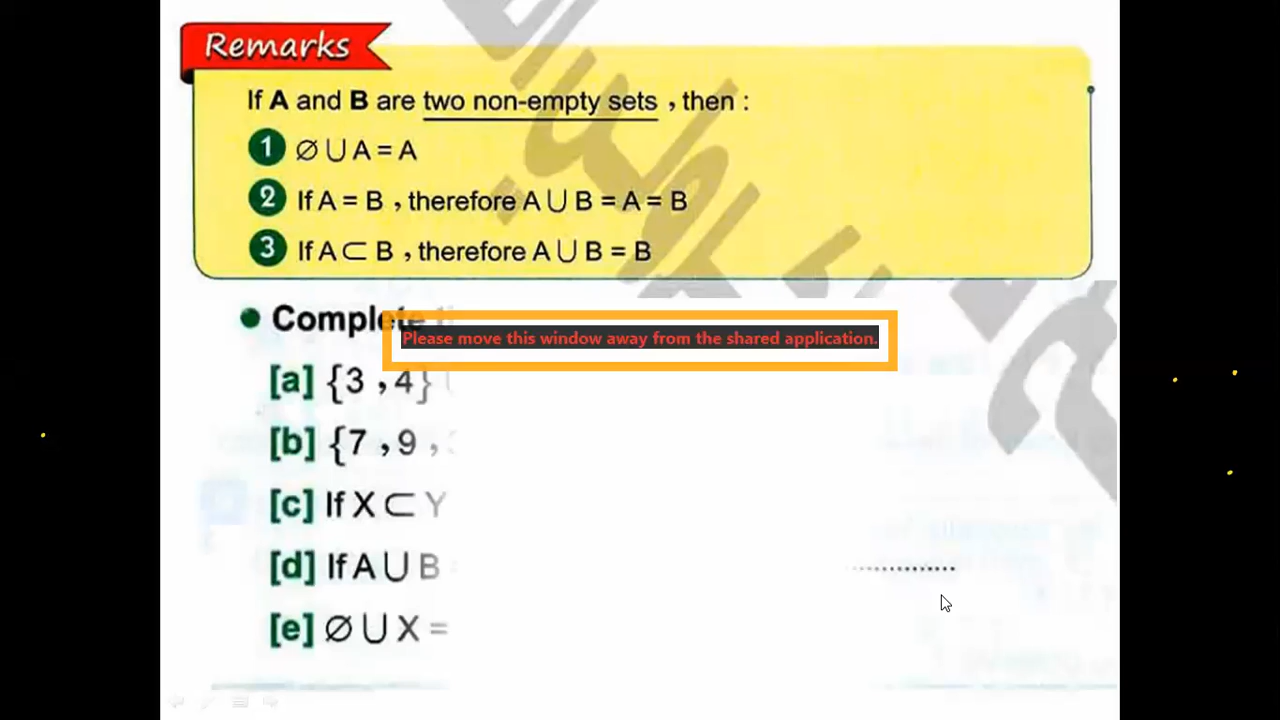 Remarks
If A and B are two non-empty sets , then :
1 ∅ ∪ A = A
2 If A = B , therefore A ∪ B = A = B
3 If A ⊂ B , therefore A ∪ B = B
Complete
Please move this window away from the shared application.
[a] {3 , 4} ∪
[b] {7 , 9 ,
[c] If X ⊂ Y
[d] If A ∪ B = ..............
[e] ∅ ∪ X =